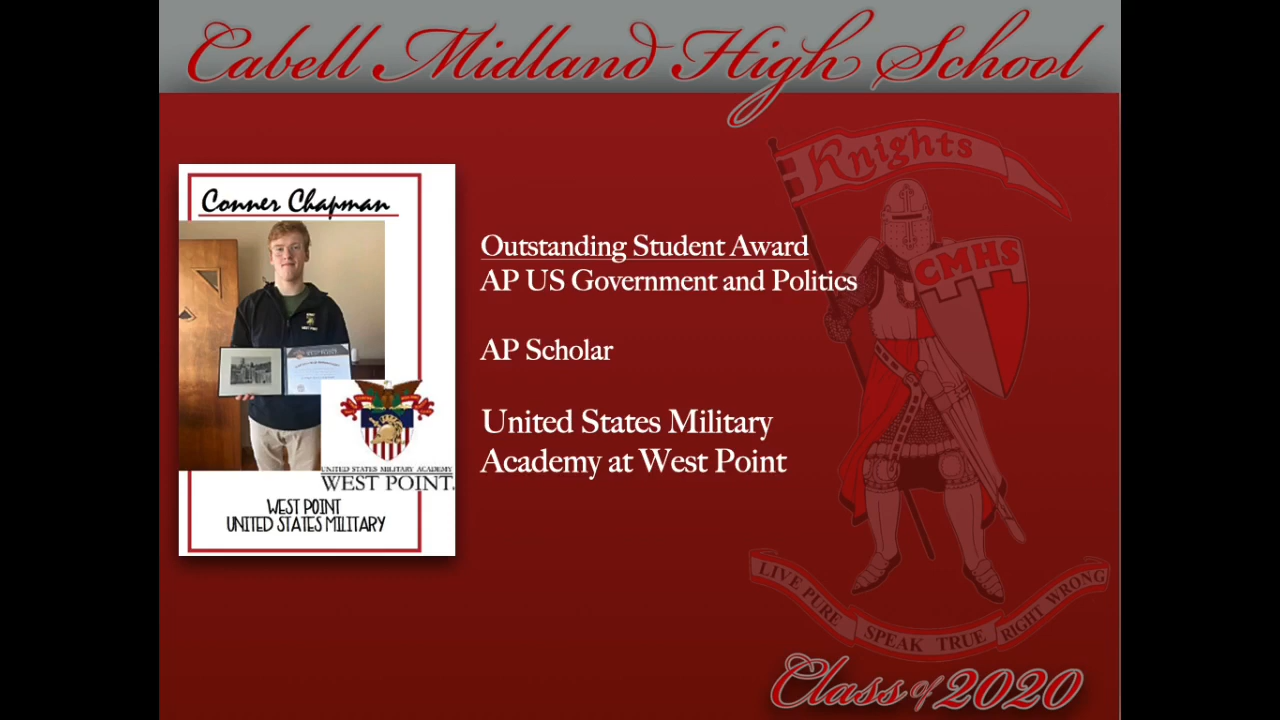 Cabell Midland High School
Knights
CMHS
Conner Chapman
Outstanding Student Award
AP US Government and Politics
AP Scholar
United States Military
Academy at West Point
WEST POINT
UNITED STATES MILITARY ACADEMY
WEST POINT.
WEST POINT
UNITED STATES MILITARY
LIVE PURE
SPEAK TRUE
RIGHT WRONG
Class of 2020